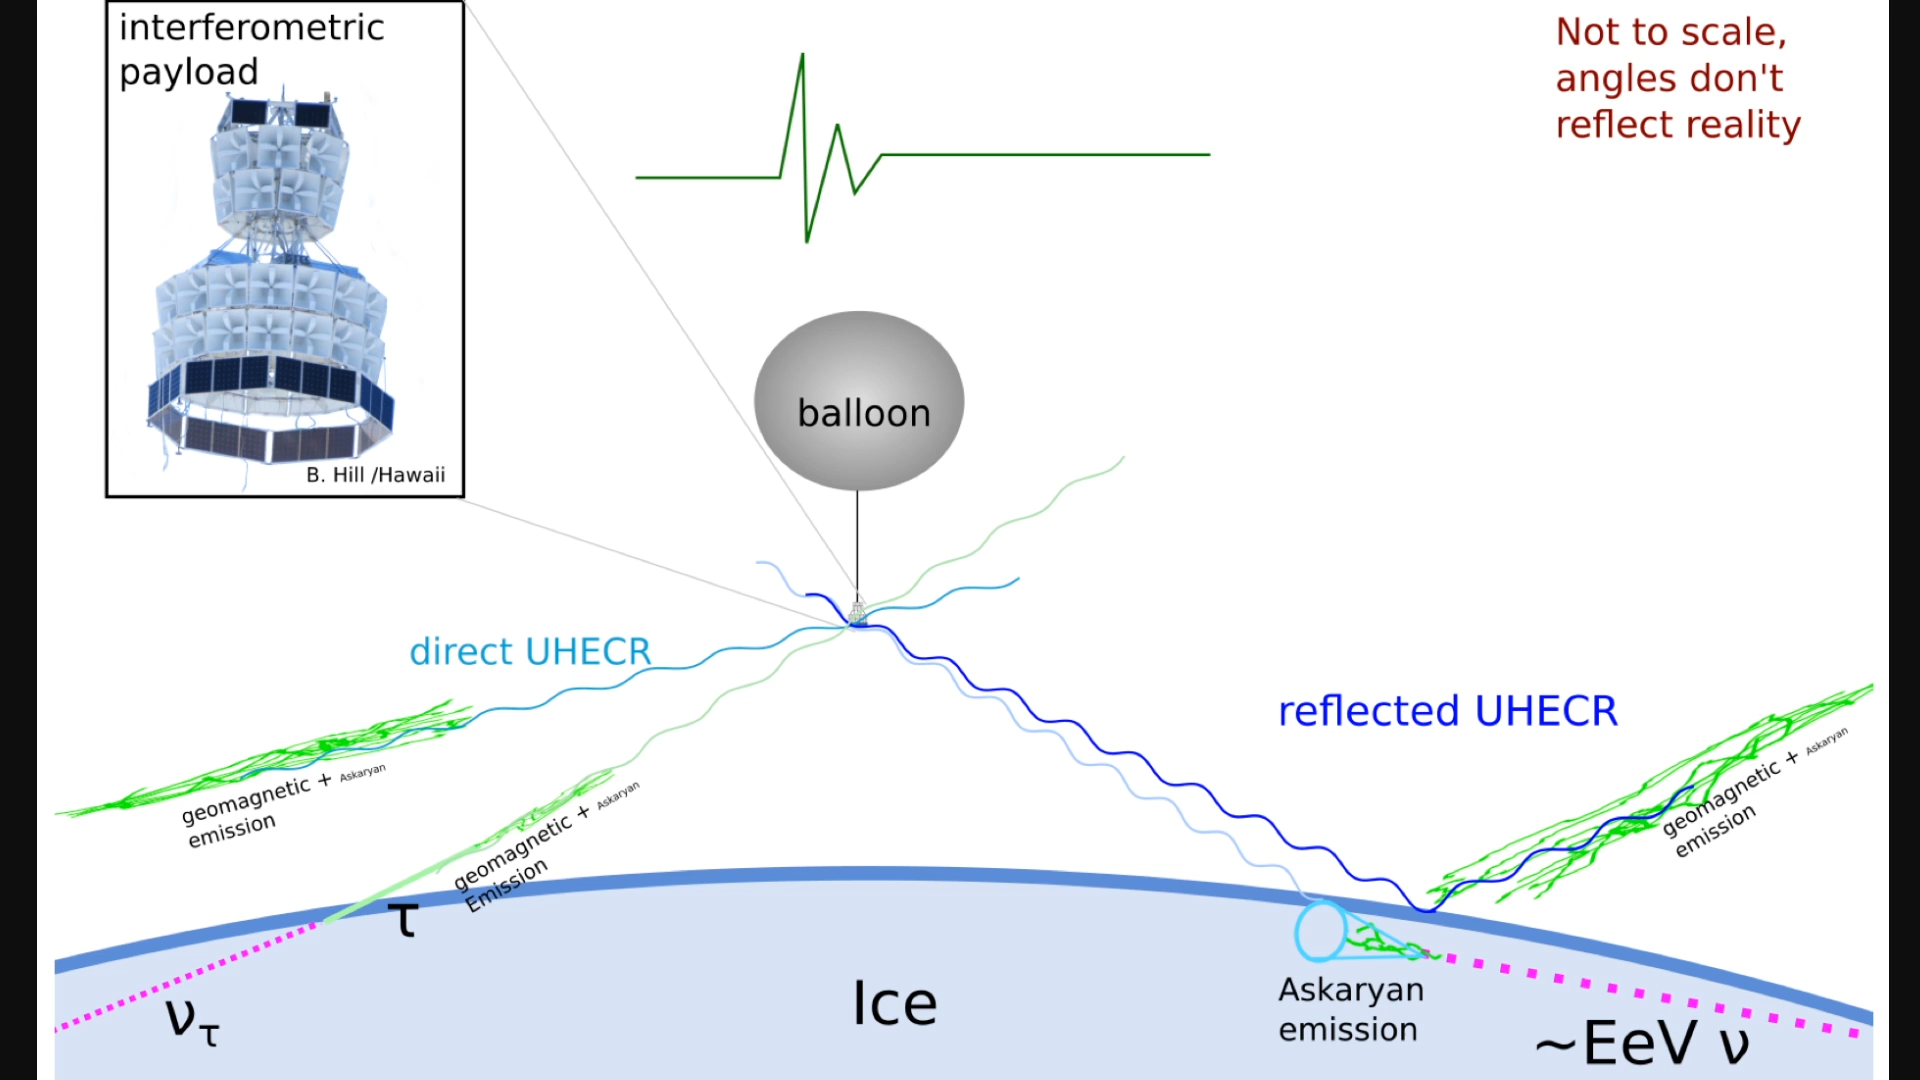 interferometric
payload
B. Hill /Hawaii
Not to scale,
angles don't
reflect reality
balloon
direct UHECR
reflected UHECR
geomagnetic + Askaryan
emission
geomagnetic + Askaryan
Emission
geomagnetic + Askaryan
emission
τ
ντ
Ice
Askaryan
emission
~EeV ν